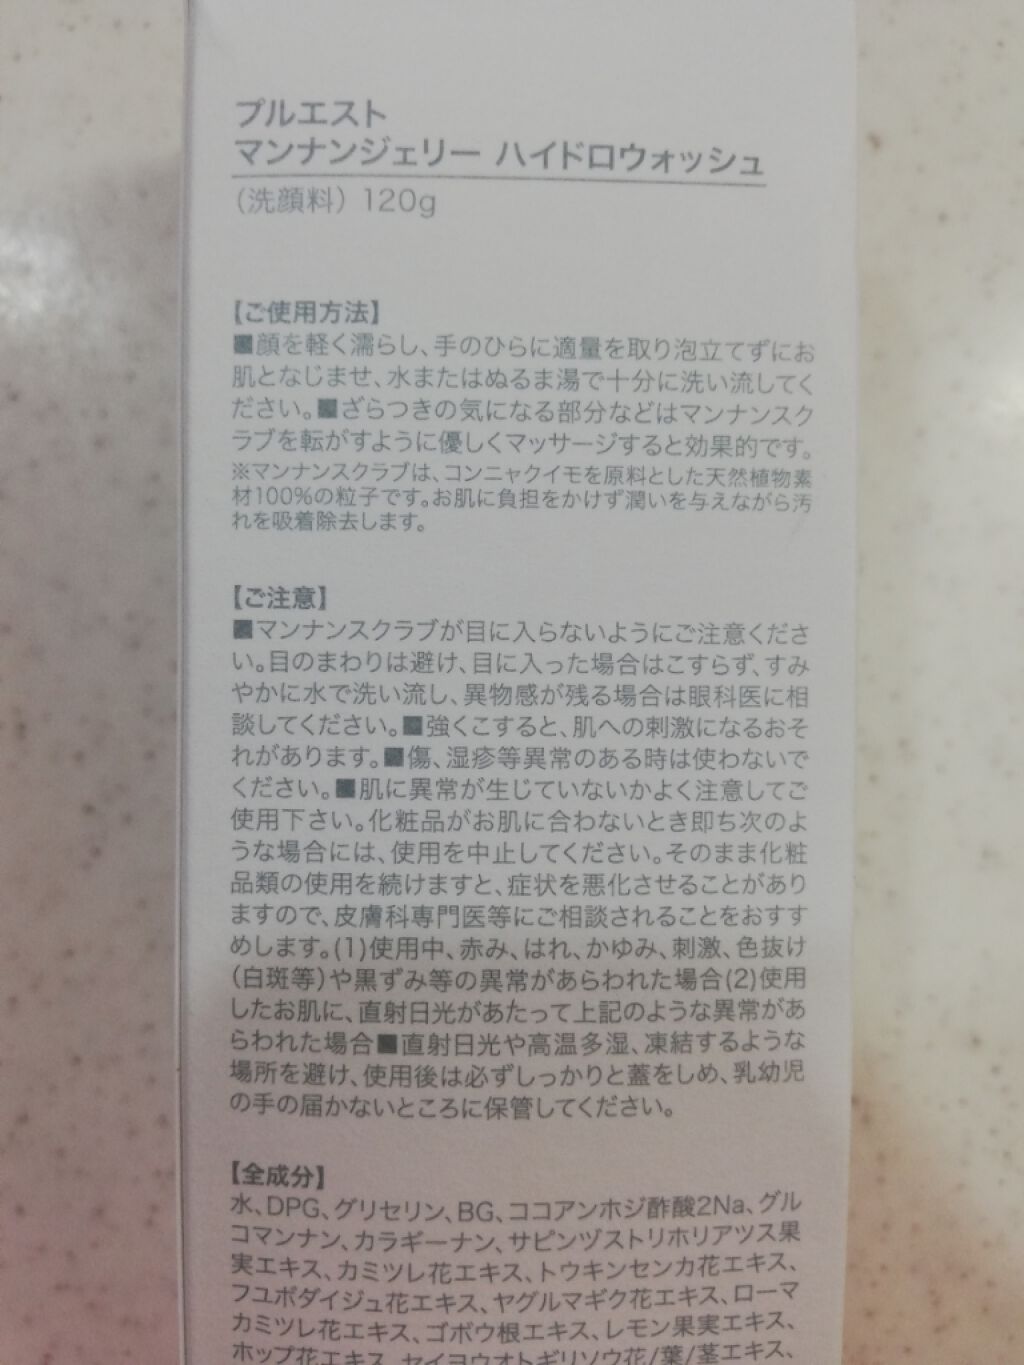 プルエスト
マンナンジェリー ハイドロウォッシュ
（洗顔料）120g
【ご使用方法】
■顔を軽く濡らし、手のひらに適量を取り泡立てずにお
肌となじませ、水またはぬるま湯で十分に洗い流してく
ださい。■ざらつきの気になる部分などはマンナンスク
ラブを転がすように優しくマッサージすると効果的です。
※マンナンスクラブは、コンニャクイモを原料とした天然植物素
材100%の粒子です。お肌に負担をかけず潤いを与えながら汚
れを吸着除去します。
【ご注意】
■マンナンスクラブが目に入らないようにご注意くださ
い。目のまわりは避け、目に入った場合はこすらず、すみ
やかに水で洗い流し、異物感が残る場合は眼科医に相
談してください。■強くこすると、肌への刺激になるおそ
れがあります。■傷、湿疹等異常のある時は使わないで
ください。■肌に異常が生じていないかよく注意してご
使用下さい。化粧品がお肌に合わないとき即ち次のよ
うな場合には、使用を中止してください。そのまま化粧
品類の使用を続けますと、症状を悪化させることがあり
ますので、皮膚科専門医等にご相談されることをおすす
めします。(1)使用中、赤み、はれ、かゆみ、刺激、色抜け
（白斑等）や黒ずみ等の異常があらわれた場合(2)使用
したお肌に、直射日光があたって上記のような異常があ
らわれた場合■直射日光や高温多湿、凍結するような
場所を避け、使用後は必ずしっかりと蓋をしめ、乳幼児
の手の届かないところに保管してください。
【全成分】
水、DPG、グリセリン、BG、ココアンホジ酢酸2Na、グル
コマンナン、カラギーナン、サピンヅストリホリアツス果
実エキス、カミツレ花エキス、トウキンセンカ花エキス、
フユボダイジュ花エキス、ヤグルマギク花エキス、ローマ
カミツレ花エキス、ゴボウ根エキス、レモン果実エキス、
ホップ花エキス、セイヨウオトギリソウ花/葉/茎エキス、